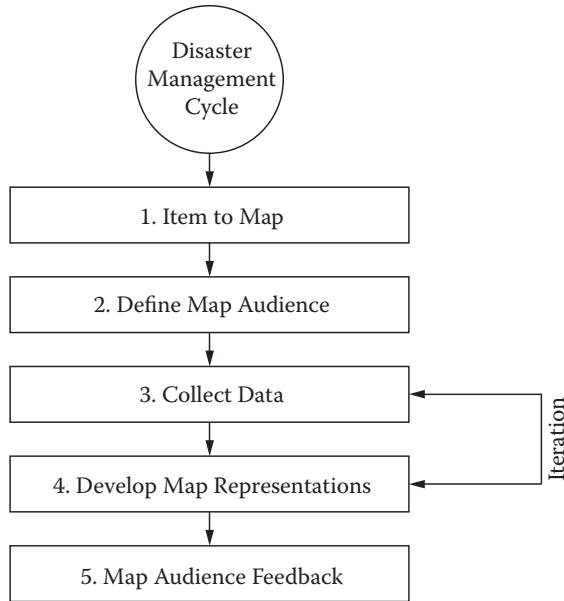 Disaster
Management
Cycle
1. Item to Map
2. Define Map Audience
3. Collect Data
4. Develop Map Representations
5. Map Audience Feedback
Iteration